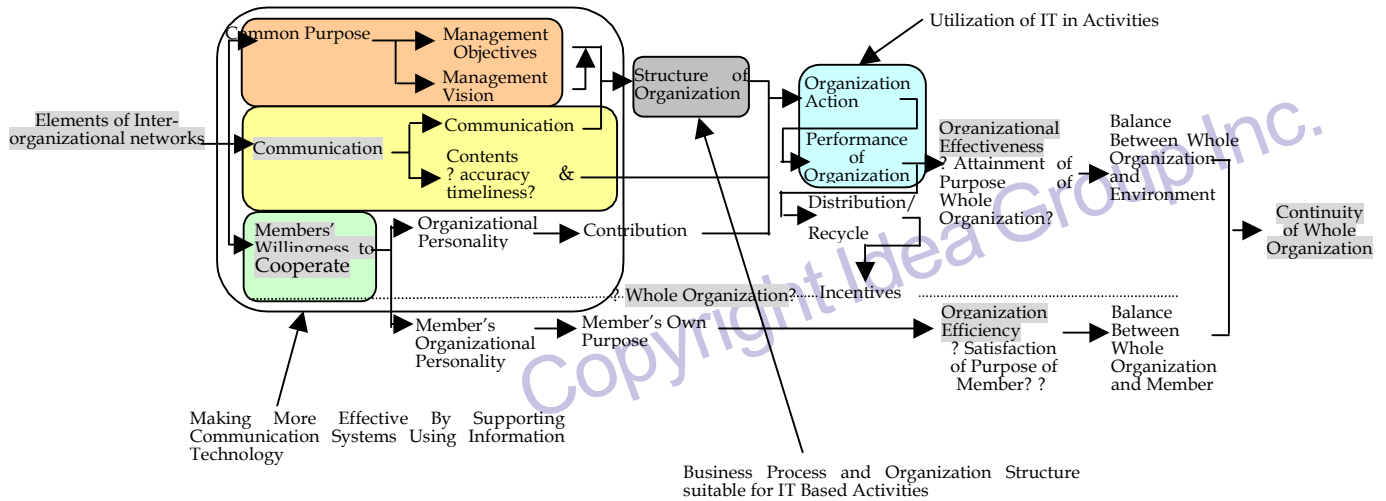 Utilization of IT in Activities
Common Purpose
Management
Objectives
Management
Vision
Structure of
Organization
Organization
Action
Performance of
Organization
Elements of Inter-
organizational networks
Communication
Communication
Contents
? accuracy &
timeliness?
Organizational
Effectiveness
? Attainment of
Purpose of
Whole
Organization?
Balance
Between Whole
Organization
and
Environment
Members'
Willingness to
Cooperate
Organizational
Personality
Contribution
Distribution/
Recycle
Incentives
Continuity
of Whole
Organization
? Whole Organization?
Member's
Organizational
Personality
Member's Own
Purpose
Organization
Efficiency
? Satisfaction
of Purpose of
Member? ?
Balance
Between
Whole
Organization
and Member
Making More Effective By Supporting
Communication Systems Using Information
Technology
Business Process and Organization Structure
suitable for IT Based Activities
Copyright Idea Group Inc.